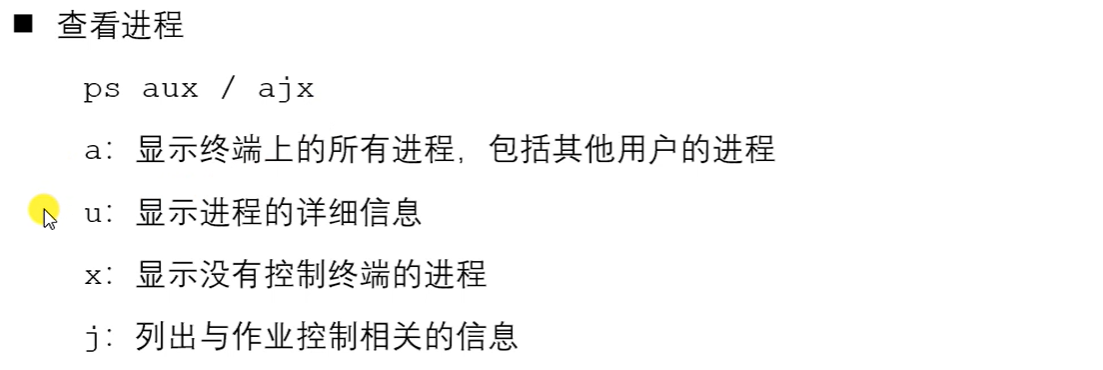 ■ 查看进程
ps aux / ajx
a：显示终端上的所有进程，包括其他用户的进程
u：显示进程的详细信息
x：显示没有控制终端的进程
j：列出与作业控制相关的信息